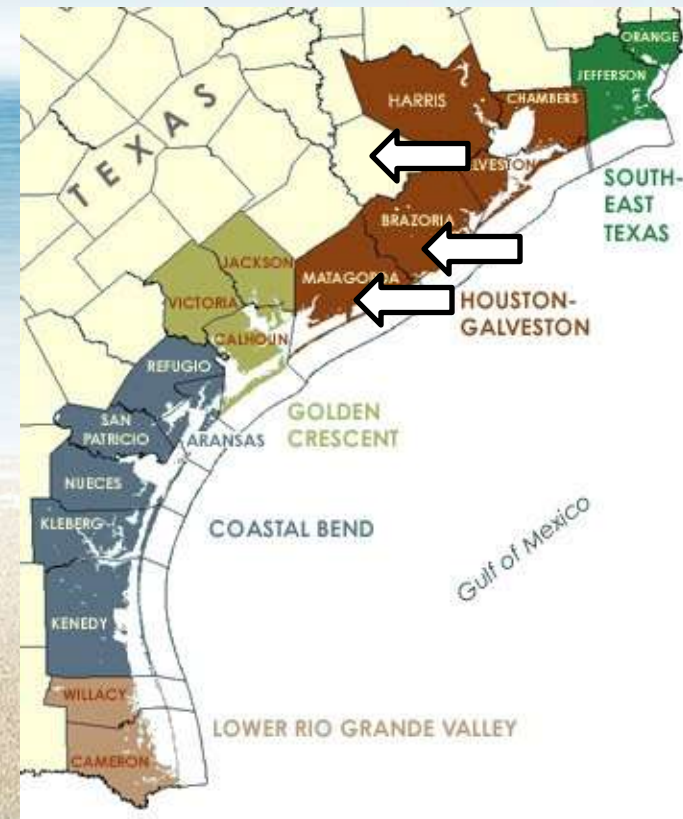 ORANGE
JEFFERSON
HARRIS
CHAMBERS
TEXAS
LVESTON
SOUTH-
EAST
TEXAS
BRAZORIA
JACKSON
MATAGORDA
VICTORIA
HOUSTON-
GALVESTON
CALHOUN
REFUGIO
GOLDEN
CRESCENT
SAN
PATRICIO
ARANSAS
NUECES
KLEBERG
COASTAL BEND
Gulf of Mexico
KENEDY
WILLACY
LOWER RIO GRANDE VALLEY
CAMERON